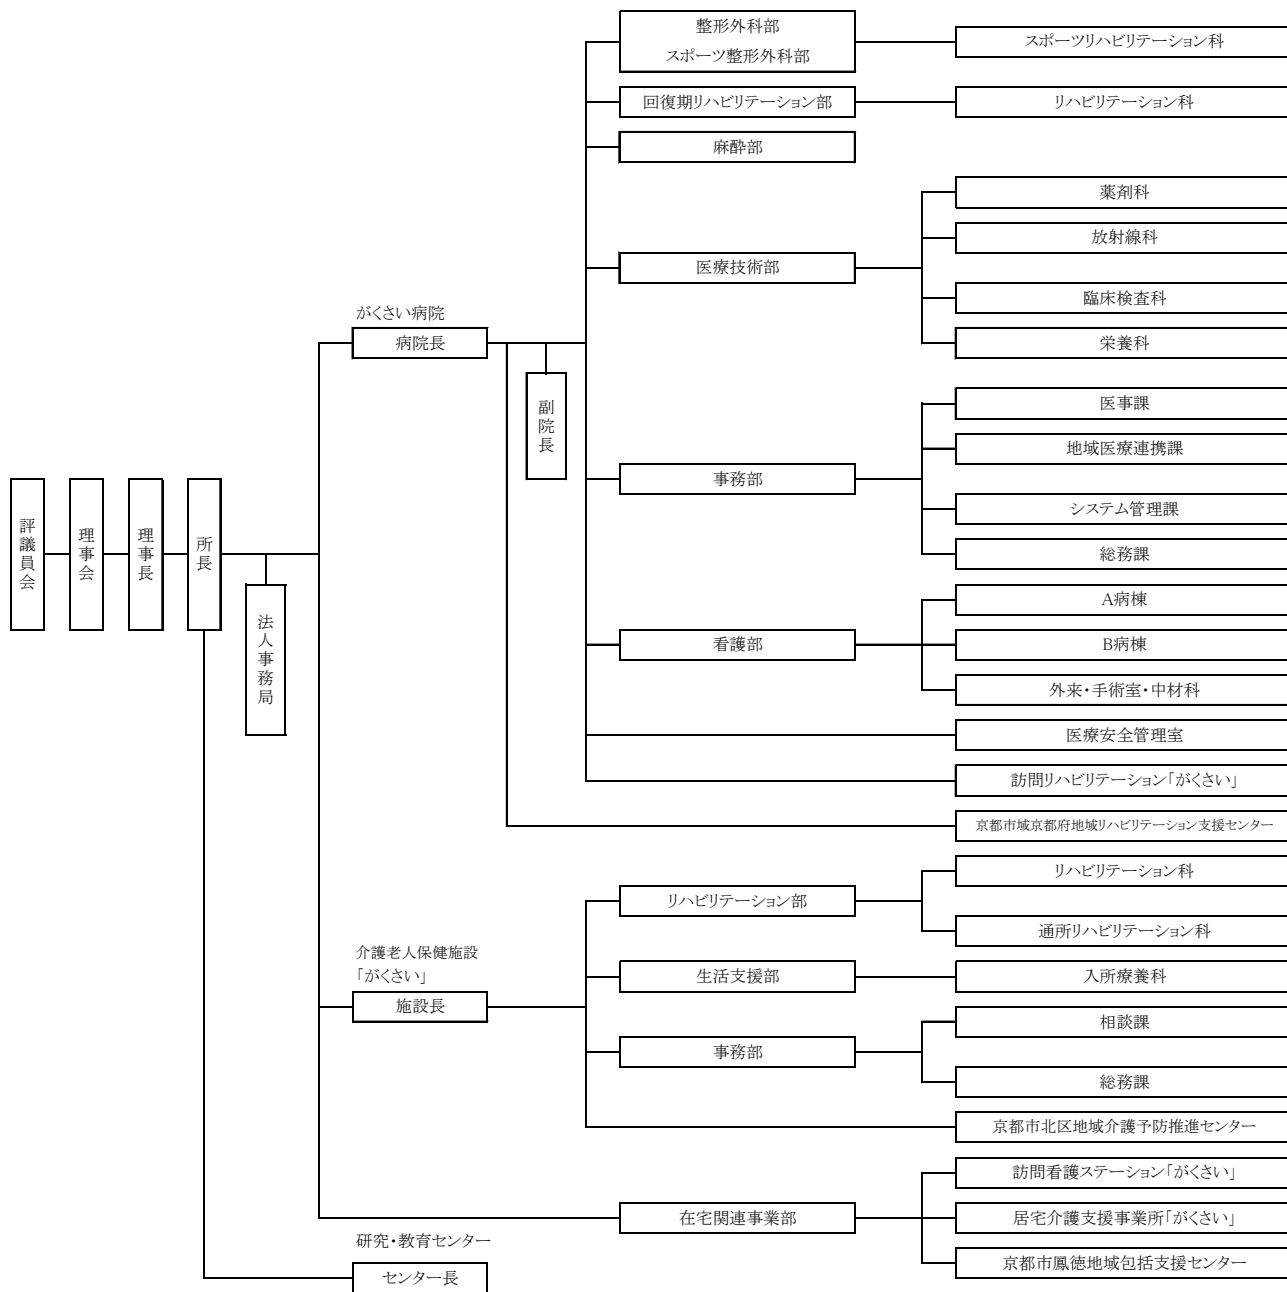 評議員会
理事会
理事長
所長
法人事務局
がくさい病院
病院長
副院長
整形外科部
スポーツ整形外科部
スポーツリハビリテーション科
回復期リハビリテーション部
リハビリテーション科
麻酔部
医療技術部
薬剤科
放射線科
臨床検査科
栄養科
事務部
医事課
地域医療連携課
システム管理課
総務課
看護部
A病棟
B病棟
外来・手術室・中材科
医療安全管理室
訪問リハビリテーション「がくさい」
京都市域京都府地域リハビリテーション支援センター
介護老人保健施設
「がくさい」
施設長
リハビリテーション部
リハビリテーション科
通所リハビリテーション科
生活支援部
入所療養科
事務部
相談課
総務課
京都市北区地域介護予防推進センター
在宅関連事業部
訪問看護ステーション「がくさい」
居宅介護支援事業所「がくさい」
京都市鳳徳地域包括支援センター
研究・教育センター
センター長